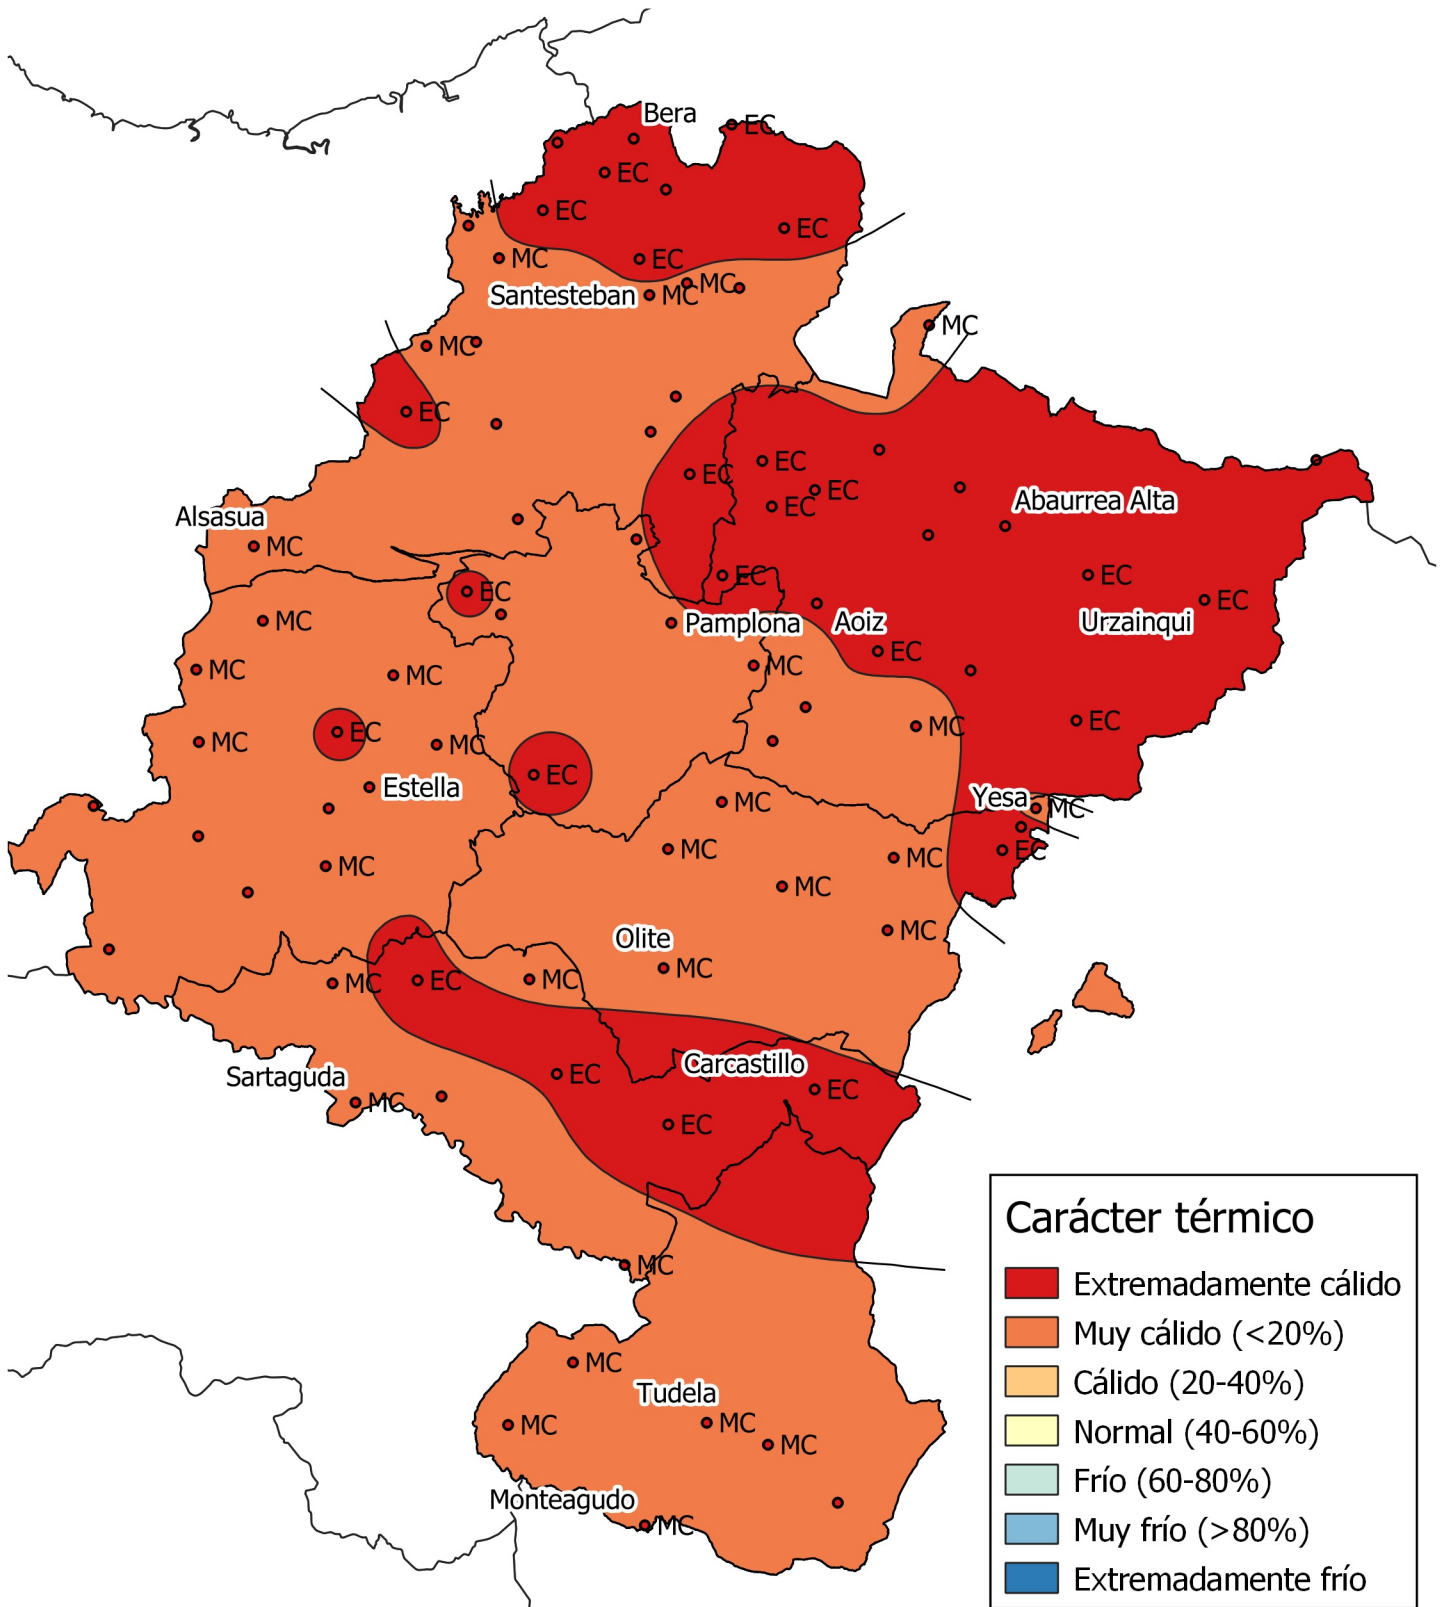 Bera
EC
EC
EC
EC
EC
MC
MC
Santesteban
MC
MC
MC
EC
EC
EC
EC
EC
Abaurrea Alta
Alsasua
MC
EC
EC
EC
EC
MC
Pamplona
Aoiz
Urzainqui
EC
MC
MC
MC
EC
MC
EC
MC
MC
EC
Estella
Yesa
MC
MC
MC
EC
MC
MC
MC
MC
Olite
MC
MC
EC
MC
Carcastillo
Sartaguda
EC
EC
MC
EC
MC
MC
Tudela
MC
MC
MC
Monteagudo
MC
Carácter térmico
Extremadamente cálido
Muy cálido (<20%)
Cálido (20-40%)
Normal (40-60%)
Frío (60-80%)
Muy frío (>80%)
Extremadamente frío